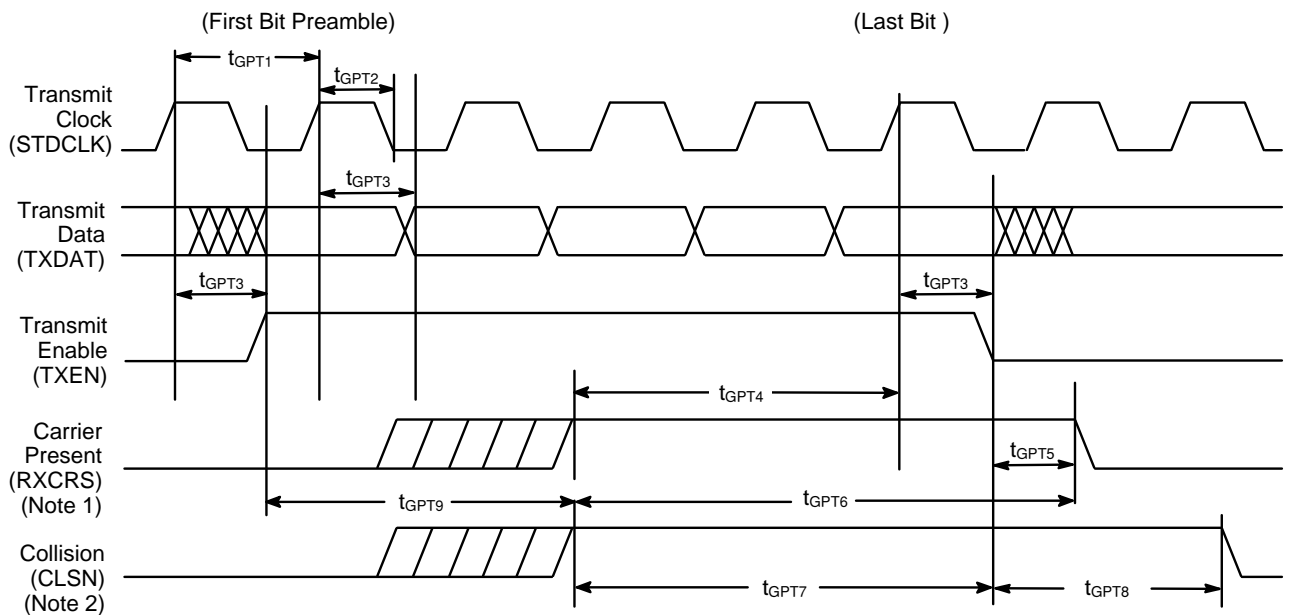 (First Bit Preamble)
(Last Bit )
tGPT1
tGPT2
Transmit
Clock
(STDCLK)
tGPT3
Transmit
Data
(TXDAT)
tGPT3
tGPT3
Transmit
Enable
(TXEN)
tGPT4
Carrier
Present
(RXCRS)
(Note 1)
tGPT5
tGPT9
tGPT6
Collision
(CLSN)
(Note 2)
tGPT7
tGPT8